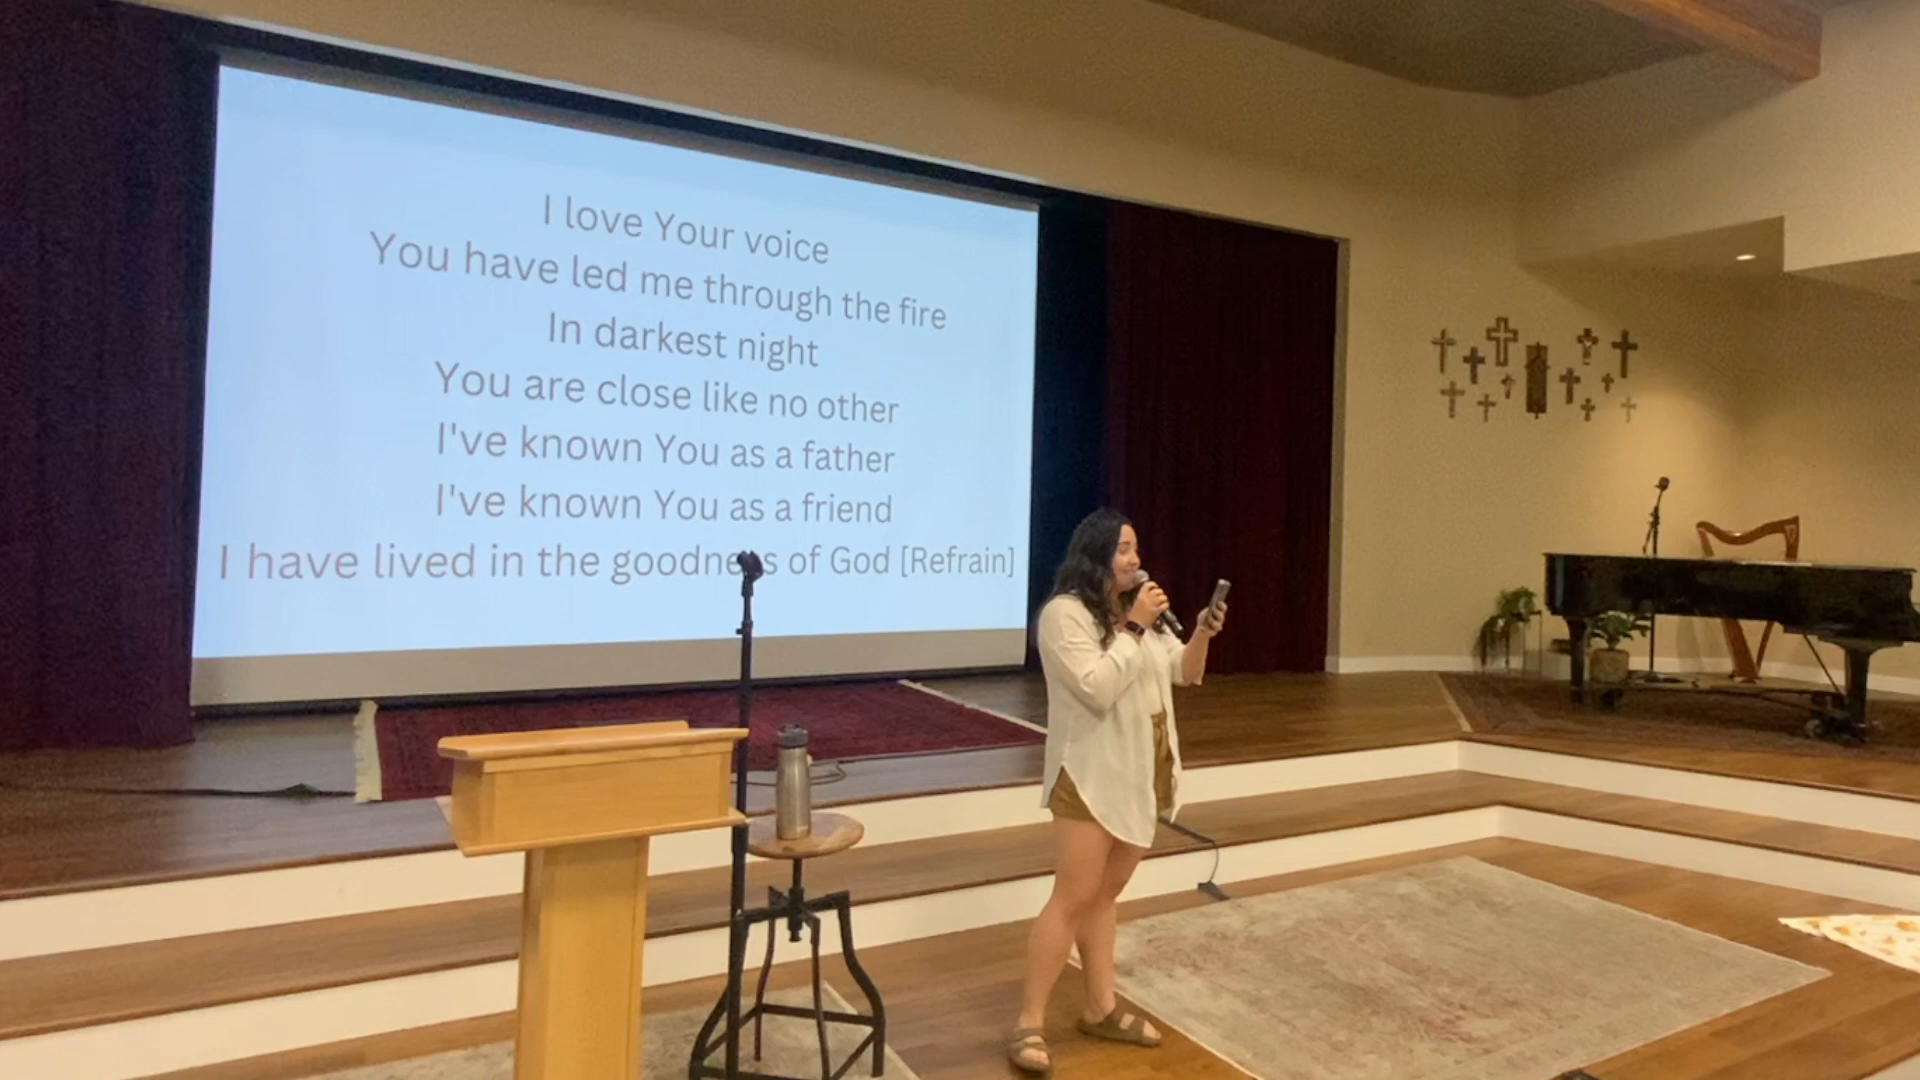 I love Your voice
You have led me through the fire
In darkest night
You are close like no other
I've known You as a father
I've known You as a friend
I have lived in the goodness of God [Refrain]